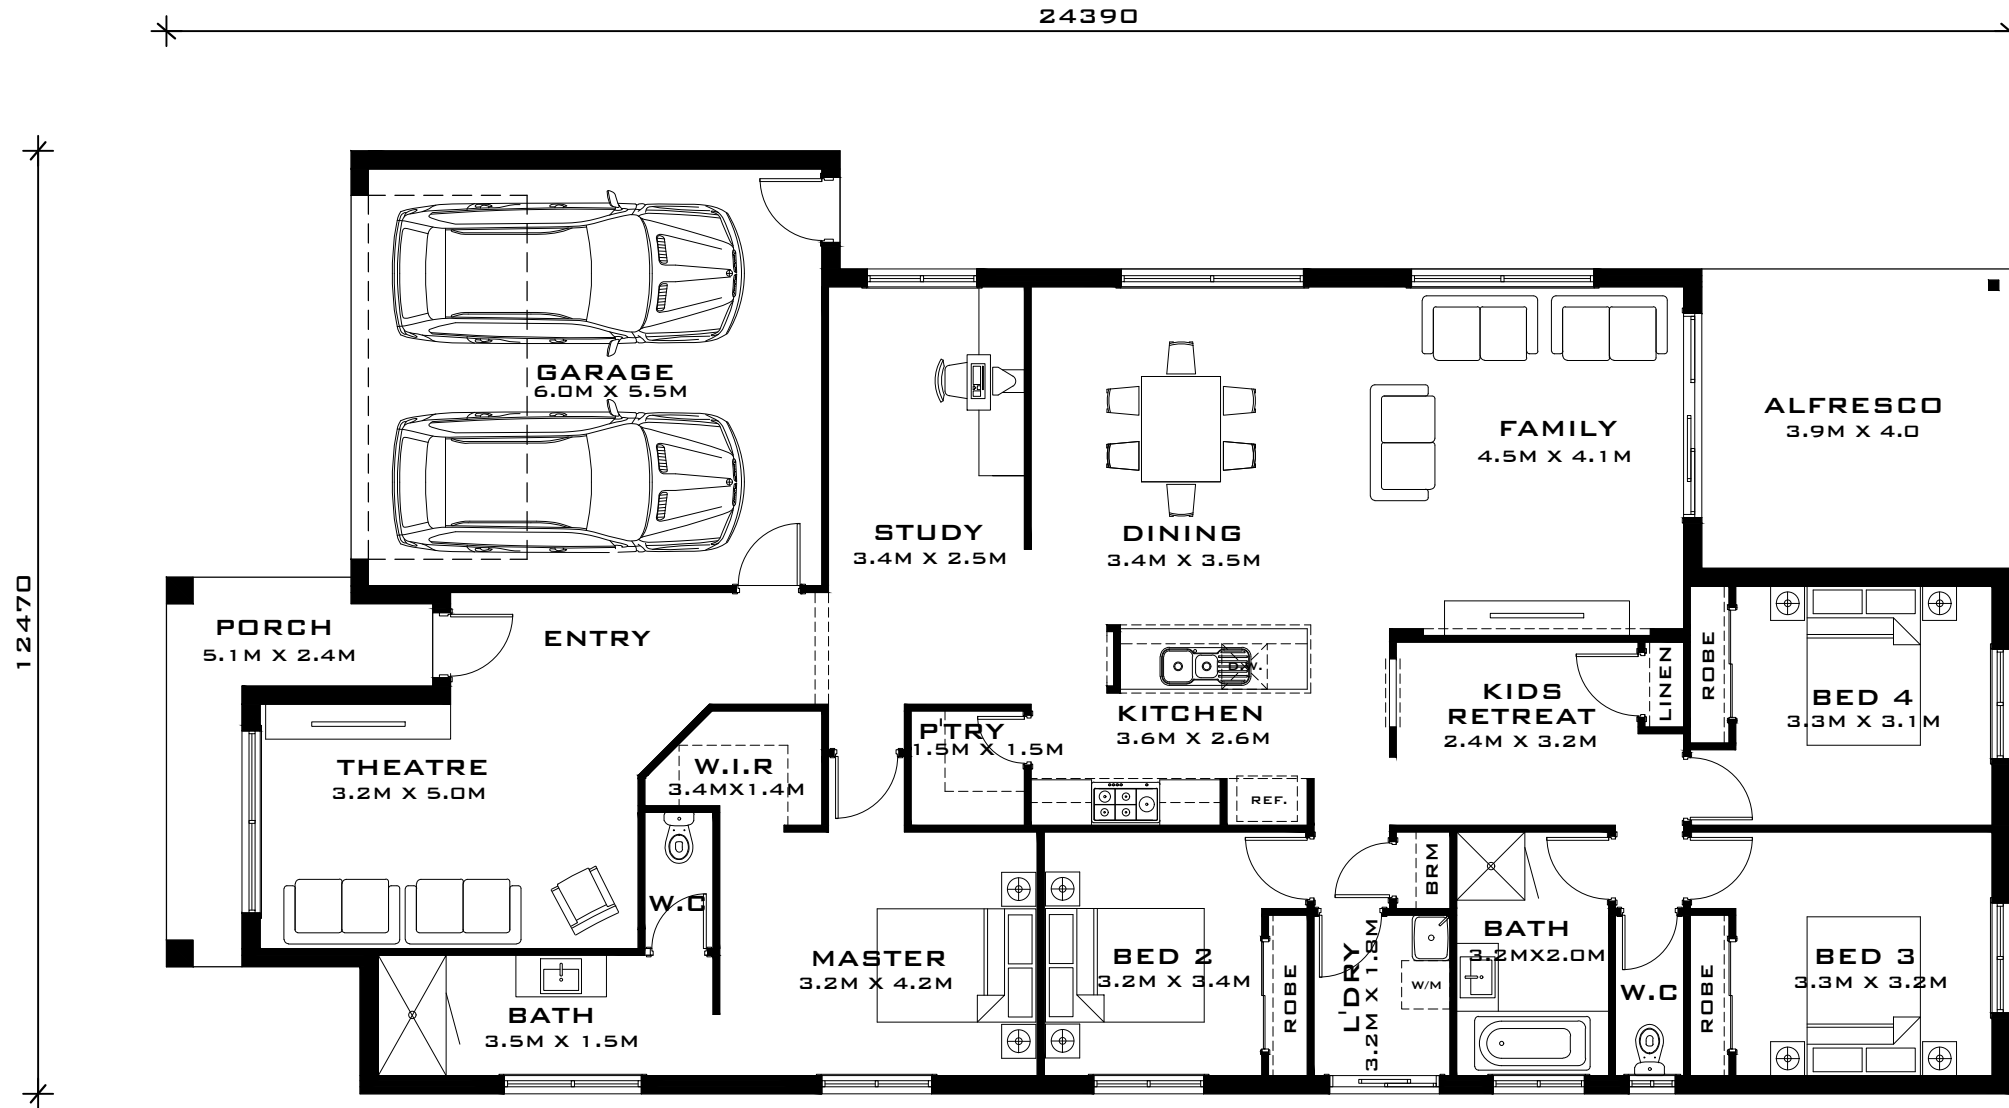 24390
12470
GARAGE
6.0M X 5.5M
STUDY
3.4M X 2.5M
DINING
3.4M X 3.5M
FAMILY
4.5M X 4.1M
ALFRESCO
3.9M X 4.0
PORCH
5.1M X 2.4M
ENTRY
THEATRE
3.2M X 5.0M
W.I.R
3.4MX1.4M
P'TRY
1.5M X 1.5M
D.W.
KITCHEN
3.6M X 2.6M
REF.
KIDS
RETREAT
2.4M X 3.2M
LINEN
ROBE
BED 4
3.3M X 3.1M
W.C
BATH
3.5M X 1.5M
MASTER
3.2M X 4.2M
BED 2
3.2M X 3.4M
ROBE
L'DRY
3.2M X 1.8M
BRM
W/M
BATH
3.2MX2.0M
W.C
ROBE
BED 3
3.3M X 3.2M